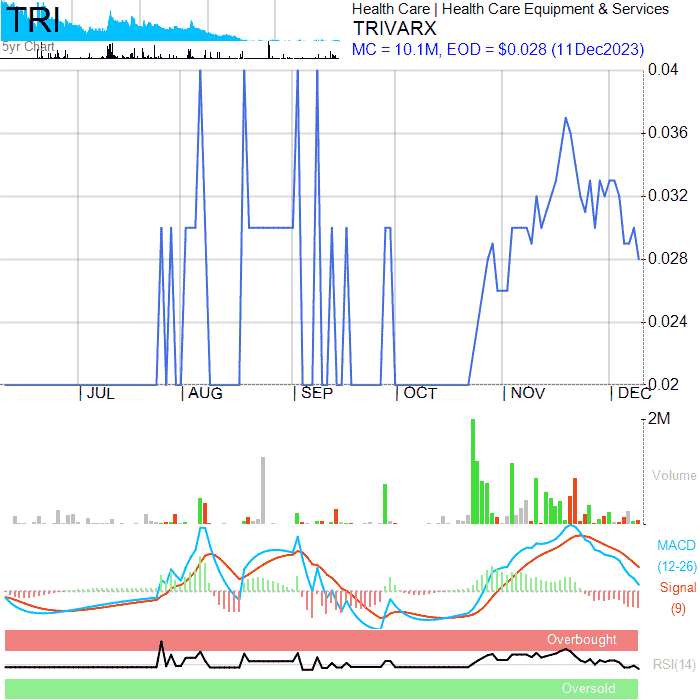 TRI
5yr Chart
Health Care | Health Care Equipment & Services
TRIVARX
MC = 10.1M, EOD = $0.028 (11Dec2023)
0.04
0.036
0.032
0.028
0.024
0.02
JUL
AUG
SEP
OCT
NOV
DEC
2M
Volume
MACD
(12-26)
Signal
(9)
Overbought
RSI(14)
Oversold